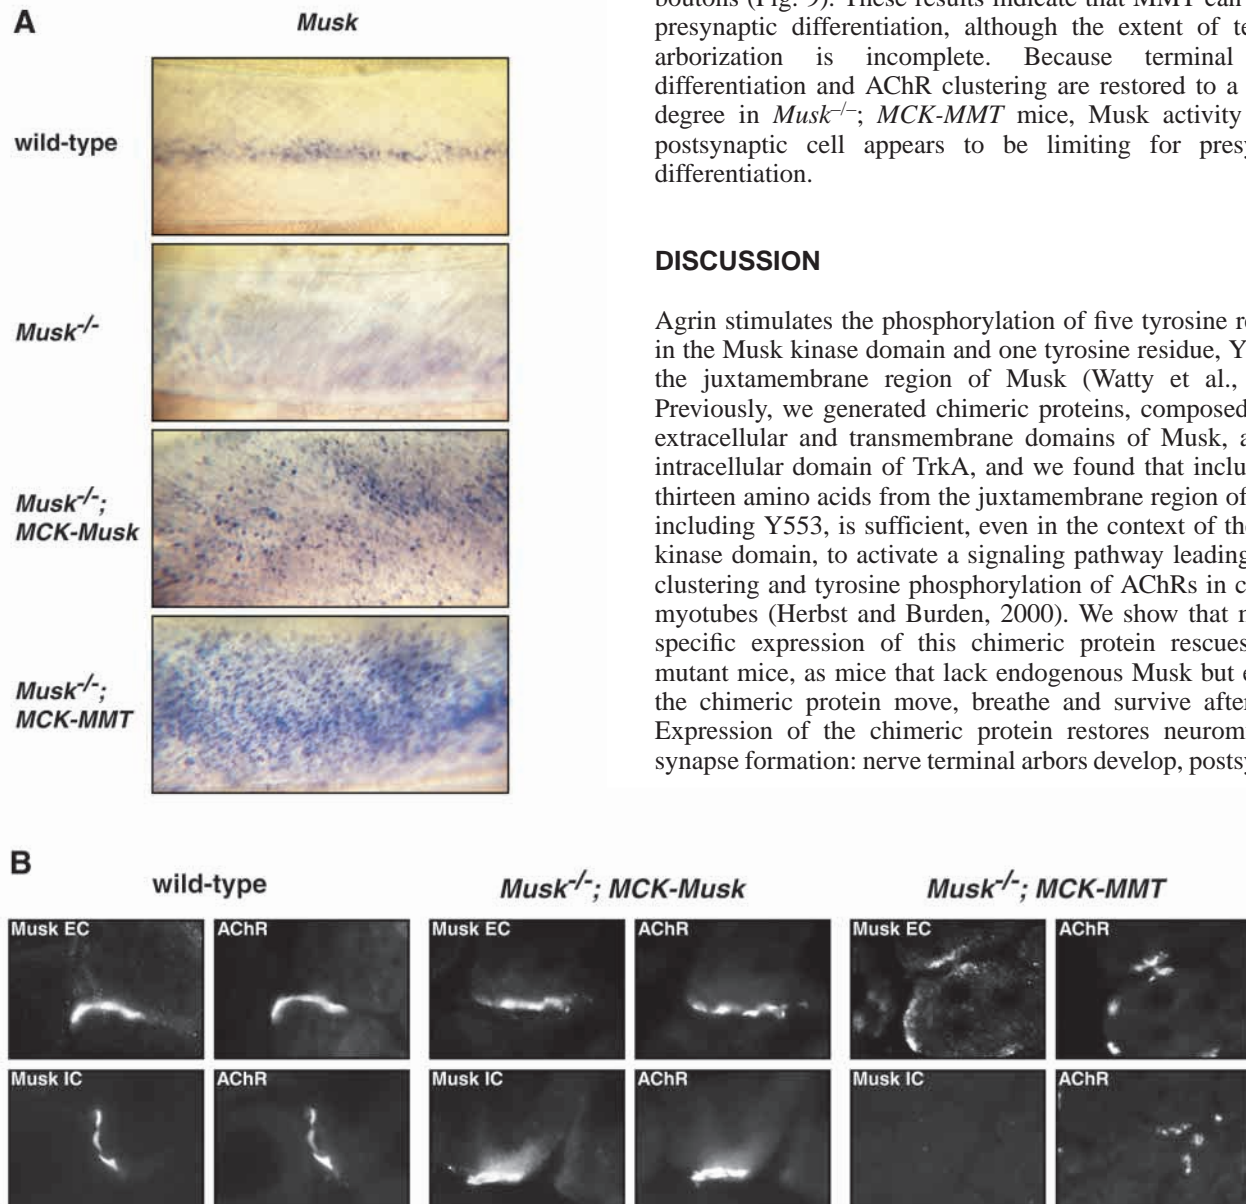 A
Musk
wild-type
Musk-/-
Musk-/-;
MCK-Musk
Musk-/-;
MCK-MMT
boutons (Fig. 9). These results indicate that MMT can
presynaptic differentiation, although the extent of te
arborization is incomplete. Because terminal
differentiation and AChR clustering are restored to a
degree in Musk–/–; MCK-MMT mice, Musk activity
postsynaptic cell appears to be limiting for presy
differentiation.
DISCUSSION
Agrin stimulates the phosphorylation of five tyrosine re
in the Musk kinase domain and one tyrosine residue, Y
the juxtamembrane region of Musk (Watty et al.,
Previously, we generated chimeric proteins, composed
extracellular and transmembrane domains of Musk, a
intracellular domain of TrkA, and we found that inclu
thirteen amino acids from the juxtamembrane region of
including Y553, is sufficient, even in the context of the
kinase domain, to activate a signaling pathway leading
clustering and tyrosine phosphorylation of AChRs in c
myotubes (Herbst and Burden, 2000). We show that m
specific expression of this chimeric protein rescues
mutant mice, as mice that lack endogenous Musk but e
the chimeric protein move, breathe and survive after
Expression of the chimeric protein restores neurom
synapse formation: nerve terminal arbors develop, postsy
B
wild-type
Musk-/-; MCK-Musk
Musk-/-; MCK-MMT
Musk EC
AChR
Musk EC
AChR
Musk EC
AChR
Musk IC
AChR
Musk IC
AChR
Musk IC
AChR